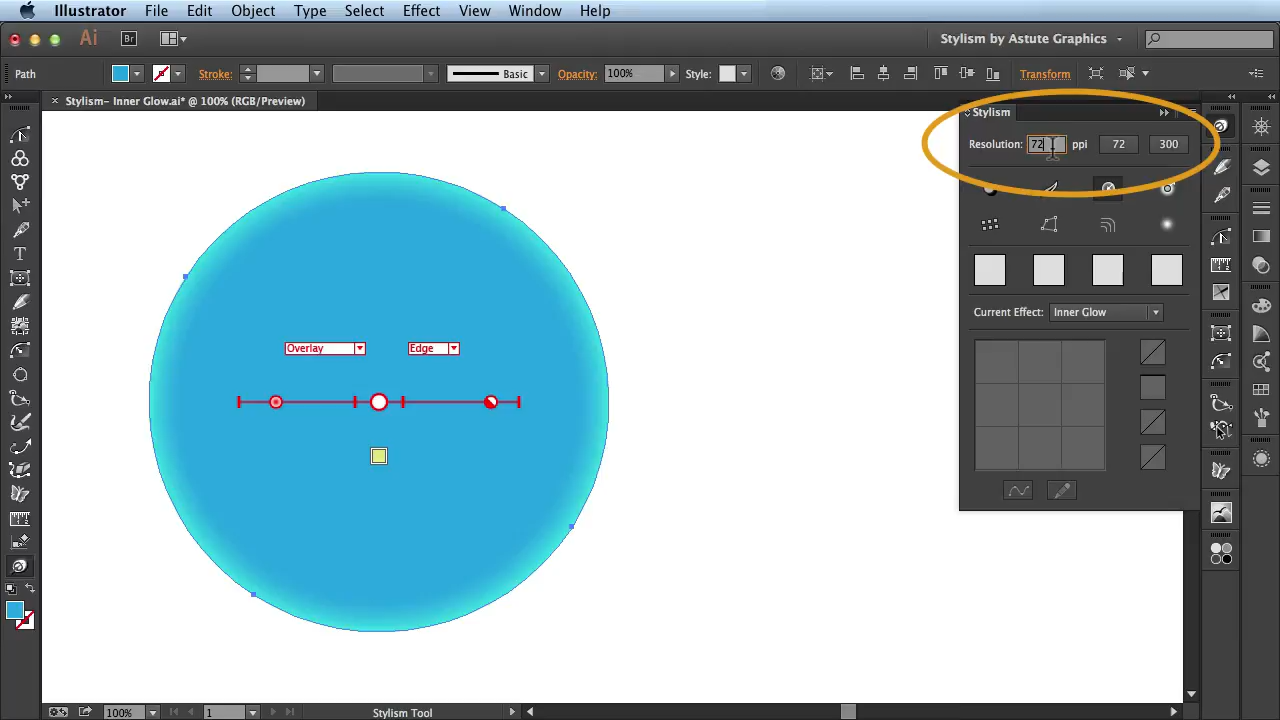 Illustrator File Edit Object Type Select Effect View Window Help
Ai Br Stylism by Astute Graphics
Path Stroke: Basic Opacity: 100% Style: Transform
× Stylism- Inner Glow.ai* @ 100% (RGB/Preview)
Stylism
Resolution: 72 ppi 72 300
Current Effect: Inner Glow
Overlay Edge
T
100% 1 Stylism Tool